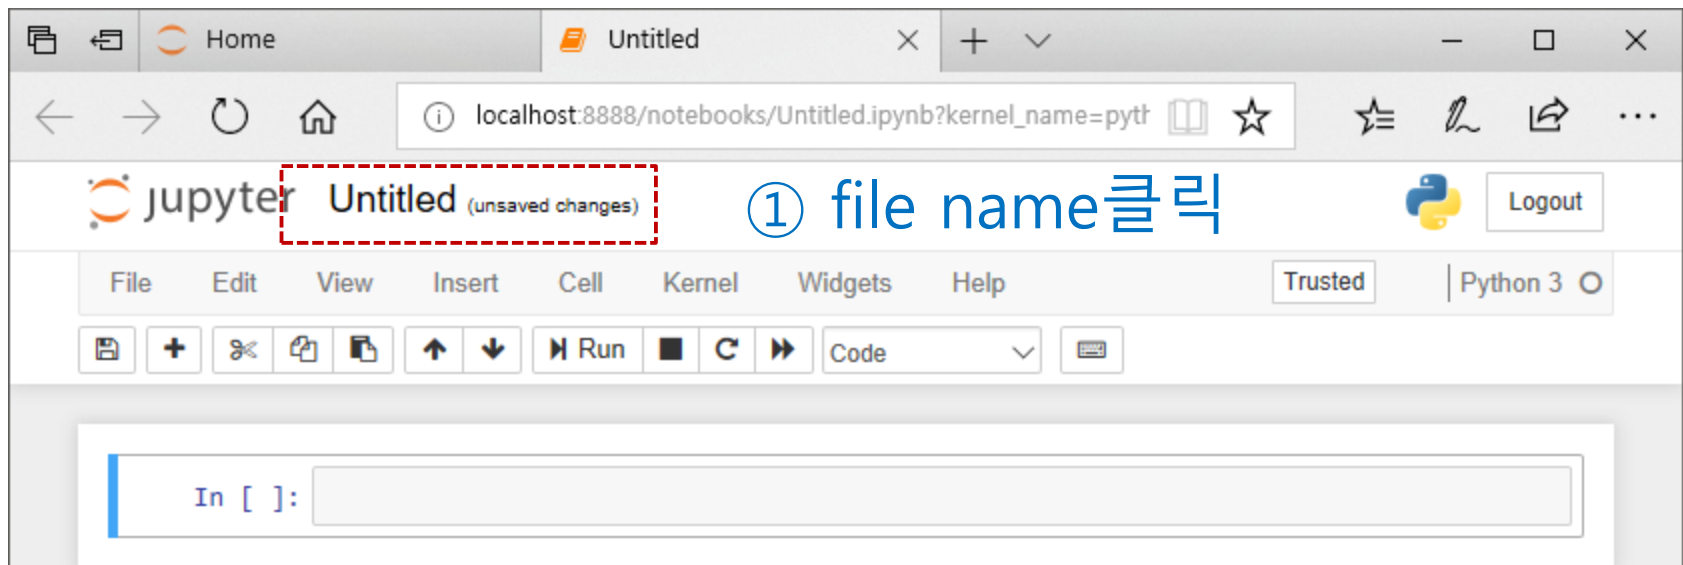 Home Untitled
localhost:8888/notebooks/Untitled.ipynb?kernel_name=pyth
jupyter Untitled (unsaved changes) ① file name클릭 Logout
File Edit View Insert Cell Kernel Widgets Help Trusted Python 3
Run Code
In [ ]: